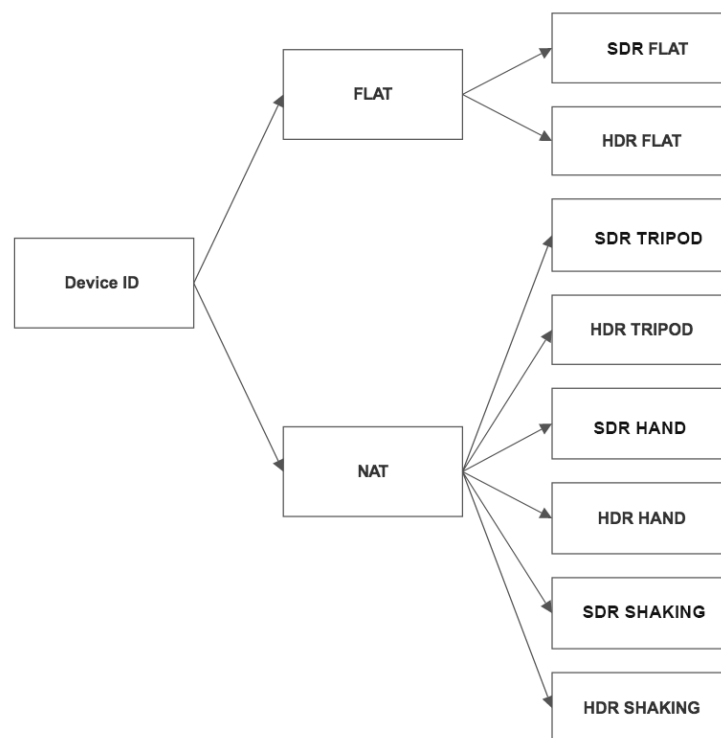 SDR FLAT
FLAT
HDR FLAT
SDR TRIPOD
Device ID
HDR TRIPOD
SDR HAND
NAT
HDR HAND
SDR SHAKING
HDR SHAKING